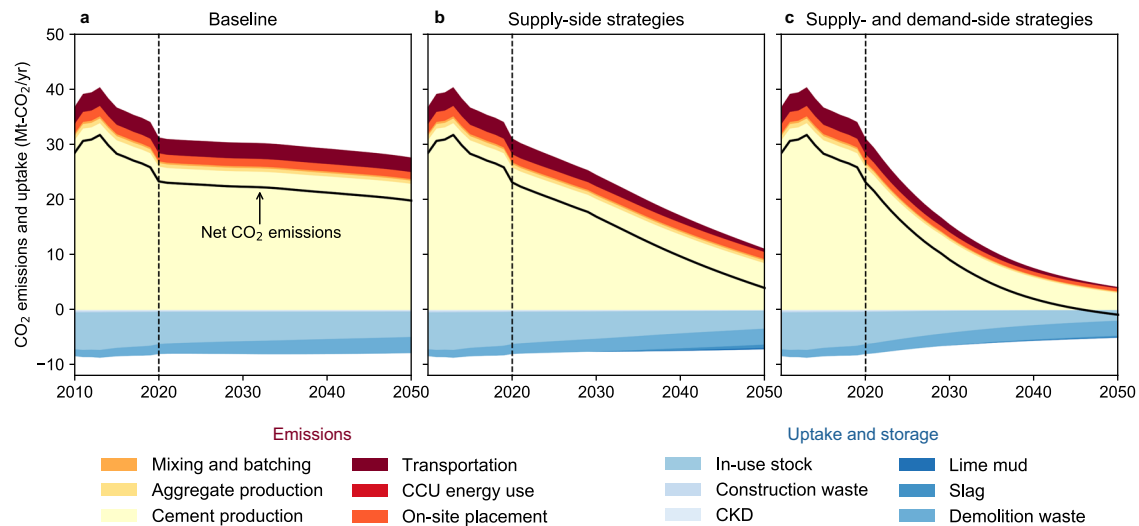 a Baseline
b Supply-side strategies
c Supply- and demand-side strategies
CO2 emissions and uptake (Mt-CO2/yr)
50
40
30
20
10
0
−10
Net CO2 emissions
2010 2020 2030 2040 2050
2020 2030 2040 2050
2020 2030 2040 2050
Emissions
Mixing and batching
Aggregate production
Cement production
Transportation
CCU energy use
On-site placement
Uptake and storage
In-use stock
Construction waste
CKD
Lime mud
Slag
Demolition waste